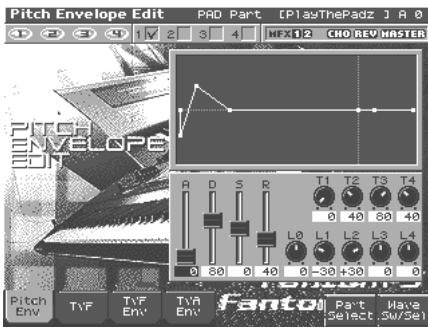 Pitch Envelope Edit PAD Part [PlayThePadz ] A 0
1 2 3 4 1 2 3 4 MFX 1 2 CHO REV MASTER
PITCH
ENVELOPE
EDIT
A D S R T1 T2 T3 T4
0 40 80 40
L0 L1 L2 L3 L4
0 80 0 40 0 -30 +30 0 0
Pitch Env TVF TVF Env TVA Env Fantom Part Select Wave Sw/Sel